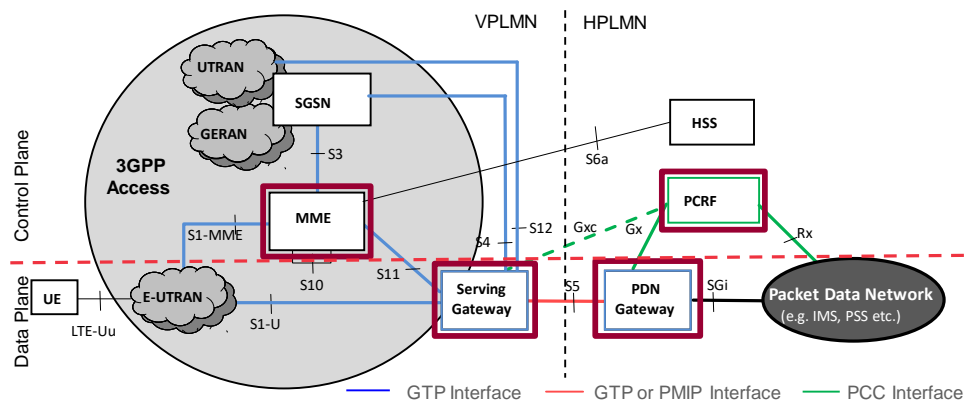 VPLMN
HPLMN
UTRAN
SGSN
GERAN
HSS
S3
S6a
3GPP
Access
MME
PCRF
Control Plane
S1-MME
S4
S12
Gxc
Gx
Rx
S10
S11
UE
E-UTRAN
Serving
Gateway
S5
PDN
Gateway
SGi
Packet Data Network
(e.g. IMS, PSS etc.)
LTE-Uu
S1-U
Data Plane
GTP Interface
GTP or PMIP Interface
PCC Interface